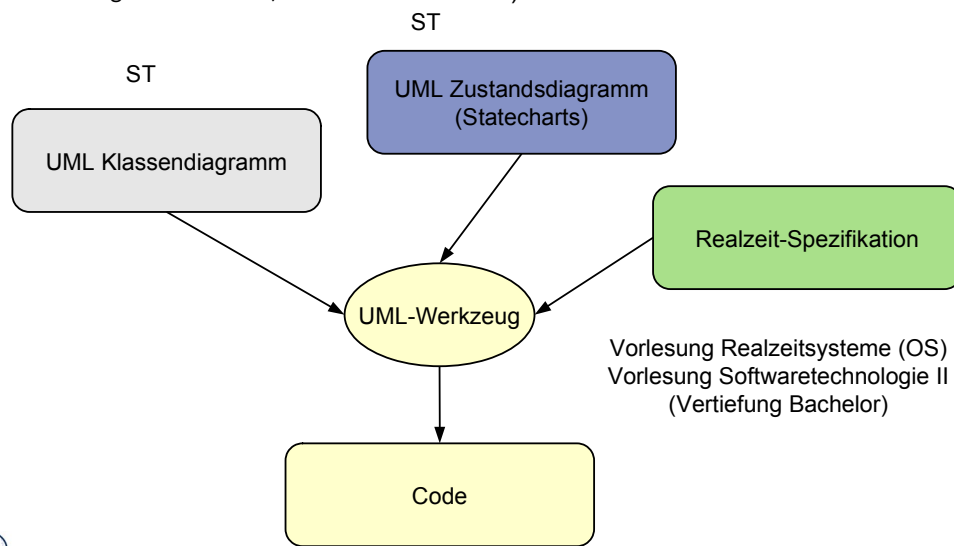 ST
ST
UML Zustandsdiagramm
(Statecharts)
UML Klassendiagramm
Realzeit-Spezifikation
UML-Werkzeug
Vorlesung Realzeitsysteme (OS)
Vorlesung Softwaretechnologie II
(Vertiefung Bachelor)
Code